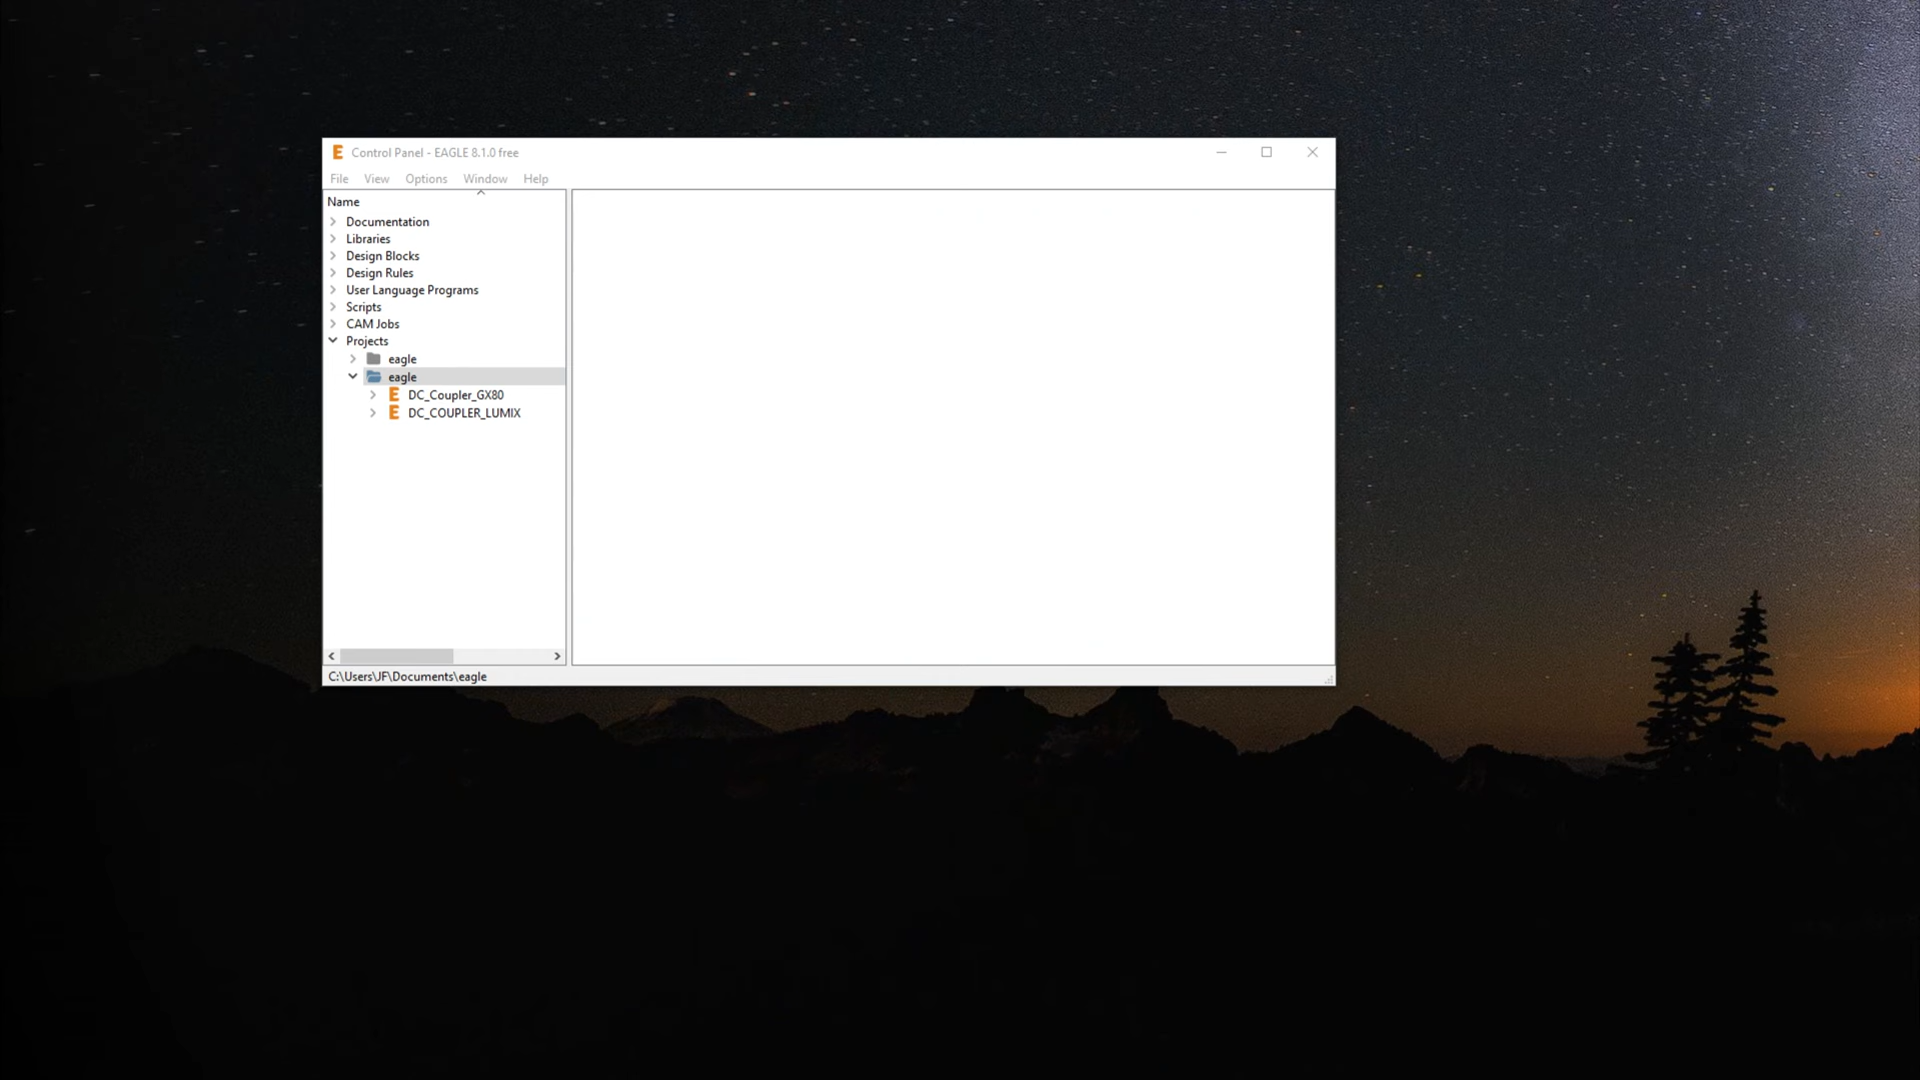 Control Panel - EAGLE 8.1.0 free
File View Options Window Help
Name
Documentation
Libraries
Design Blocks
Design Rules
User Language Programs
Scripts
CAM Jobs
Projects
eagle
eagle
DC_Coupler_GX80
DC_COUPLER_LUMIX
C:\Users\JF\Documents\eagle